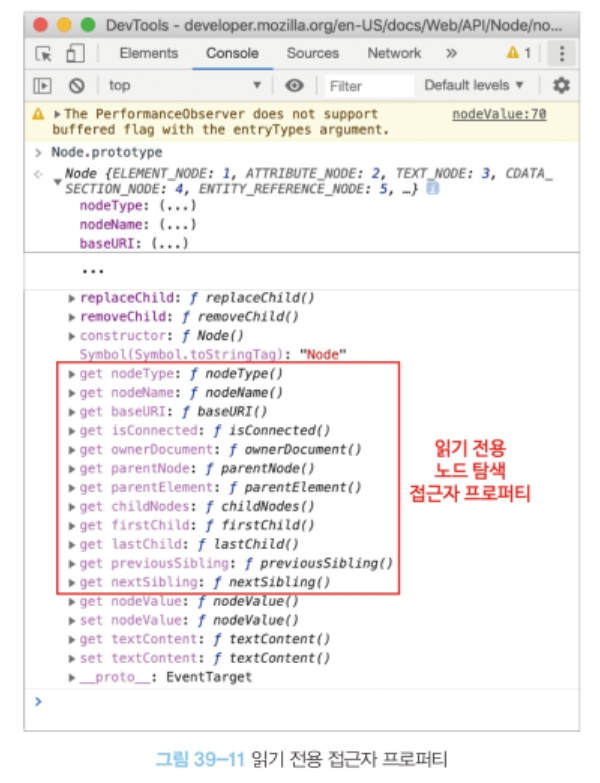 DevTools - developer.mozilla.org/en-US/docs/Web/API/Node/no...
Elements Console Sources Network » 1
top Filter Default levels ▼
▸The PerformanceObserver does not support nodeValue:70
buffered flag with the entryTypes argument.
> Node.prototype
Node {ELEMENT_NODE: 1, ATTRIBUTE_NODE: 2, TEXT_NODE: 3, CDATA_
SECTION_NODE: 4, ENTITY_REFERENCE_NODE: 5, …}
nodeType: (...)
nodeName: (...)
baseURI: (...)
...
▸replaceChild: ƒ replaceChild()
▸removeChild: ƒ removeChild()
▸constructor: ƒ Node()
Symbol(Symbol.toStringTag): "Node"
▸get nodeType: ƒ nodeType()
▸get nodeName: ƒ nodeName()
▸get baseURI: ƒ baseURI()
▸get isConnected: ƒ isConnected()
▸get ownerDocument: ƒ ownerDocument()
▸get parentNode: ƒ parentNode()
▸get parentElement: ƒ parentElement()
▸get childNodes: ƒ childNodes()
▸get firstChild: ƒ firstChild()
▸get lastChild: ƒ lastChild()
▸get previousSibling: ƒ previousSibling()
▸get nextSibling: ƒ nextSibling()
읽기 전용
노드 탐색
접근자 프로퍼티
▸get nodeValue: ƒ nodeValue()
▸set nodeValue: ƒ nodeValue()
▸get textContent: ƒ textContent()
▸set textContent: ƒ textContent()
▸__proto__: EventTarget
>
그림 39-11 읽기 전용 접근자 프로퍼티